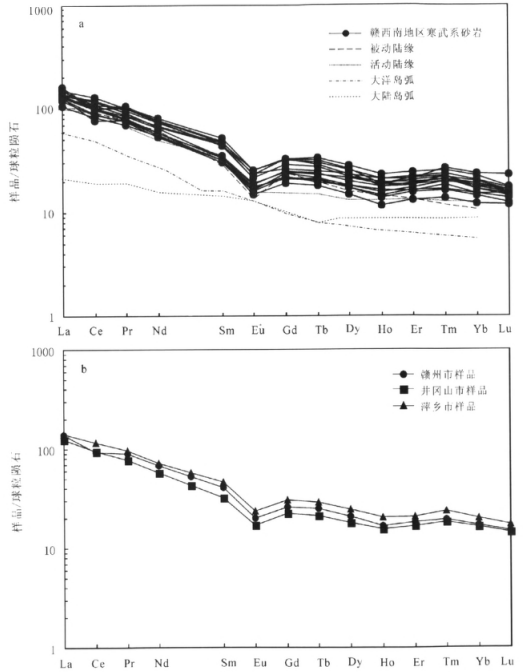 1000
a
赣西南地区寒武系砂岩
被动陆缘
活动陆缘
大洋岛弧
大陆岛弧
100
样品/球粒陨石
10
1
La Ce Pr Nd Sm Eu Gd Tb Dy Ho Er Tm Yb Lu
1000
b
赣州市样品
井冈山市样品
萍乡市样品
100
样品/球粒陨石
10
1
La Ce Pr Nd Sm Eu Gd Tb Dy Ho Er Tm Yb Lu